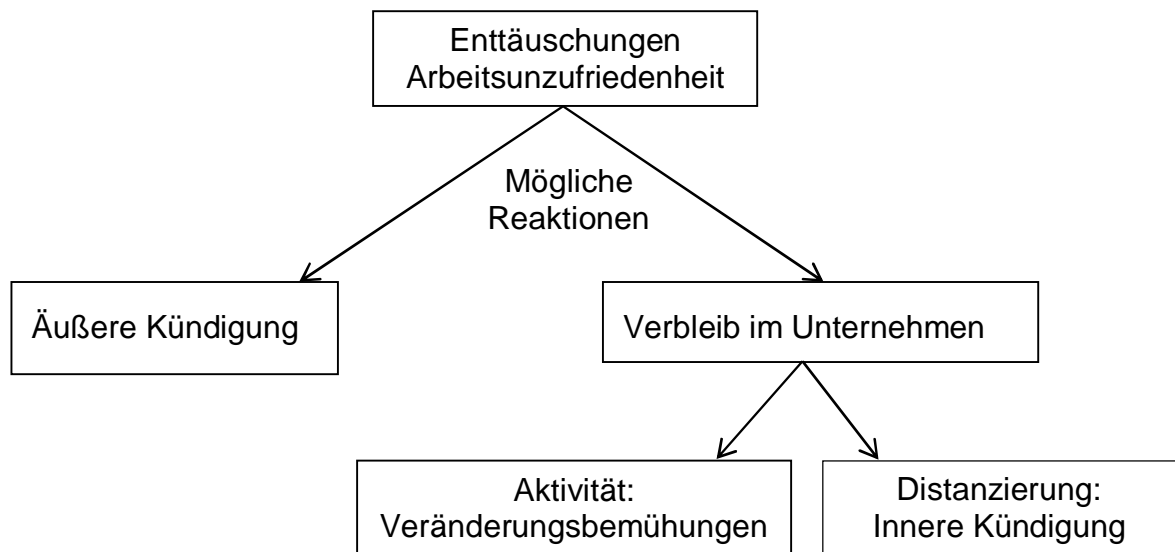 Enttäuschungen
Arbeitsunzufriedenheit
Mögliche
Reaktionen
Äußere Kündigung
Verbleib im Unternehmen
Aktivität:
Veränderungsbemühungen
Distanzierung:
Innere Kündigung